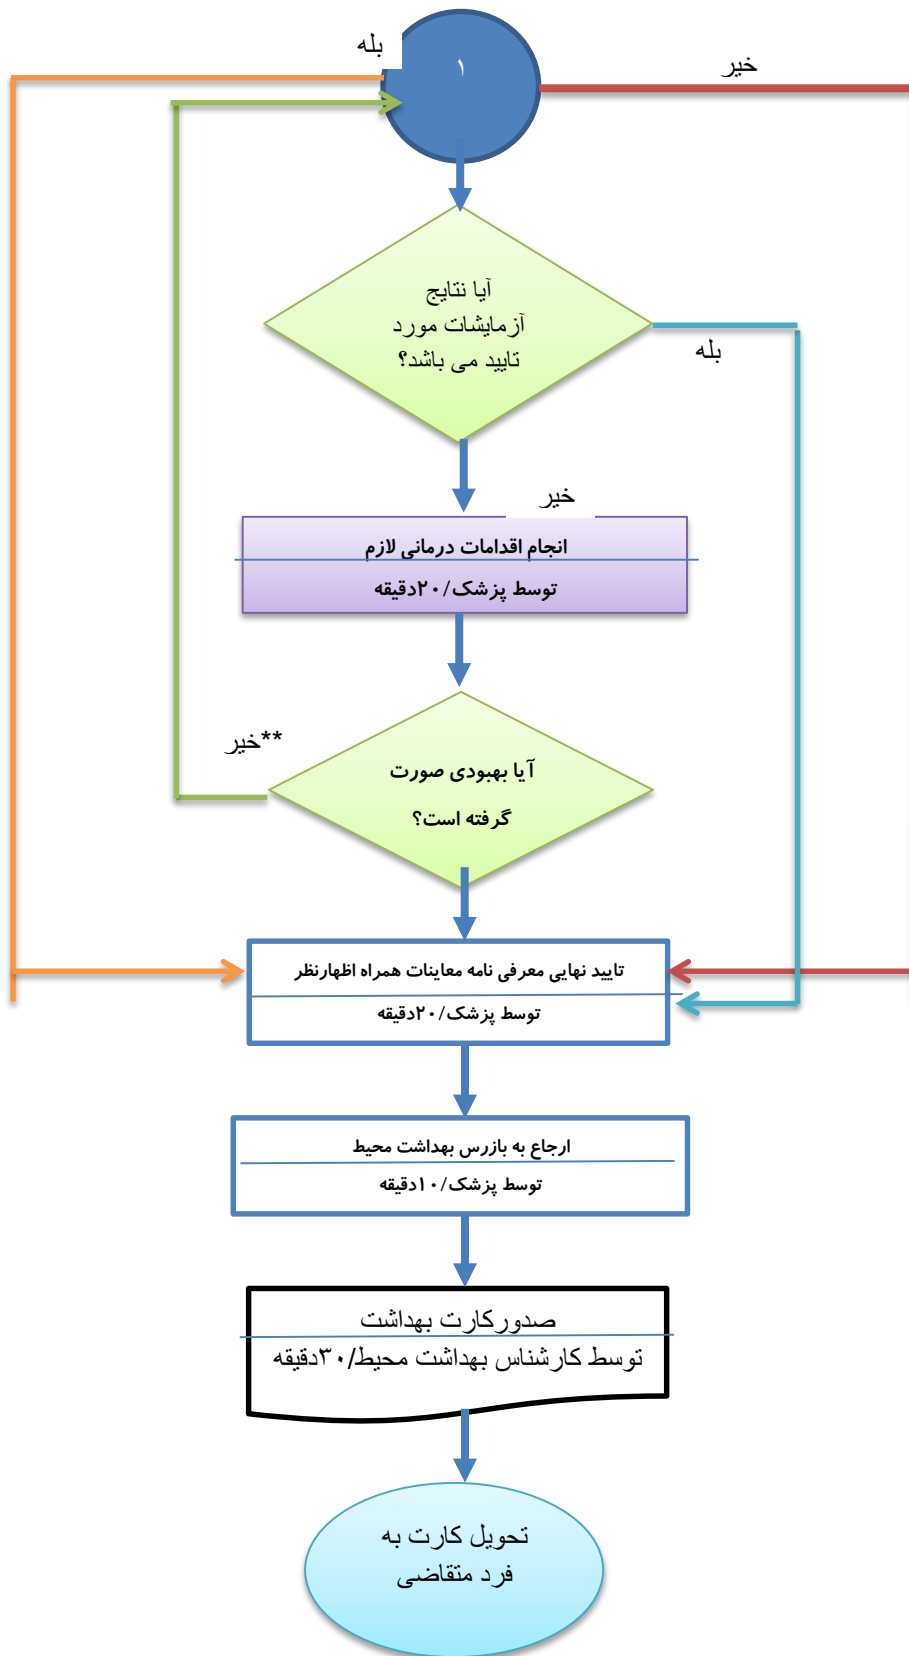 بله
۱
خیر
آیا نتایج
آزمایشات مورد
تایید می باشد؟
بله
خیر
انجام اقدامات درمانی لازم
توسط پزشک/۲۰دقیقه
**خیر
آیا بهبودی صورت
گرفته است؟
تایید نهایی معرفی نامه معاینات همراه اظهارنظر
توسط پزشک/۲۰دقیقه
ارجاع به بازرس بهداشت محیط
توسط پزشک/۱۰دقیقه
صدورکارت بهداشت
توسط کارشناس بهداشت محیط/۳۰دقیقه
تحویل کارت به
فرد متقاضی